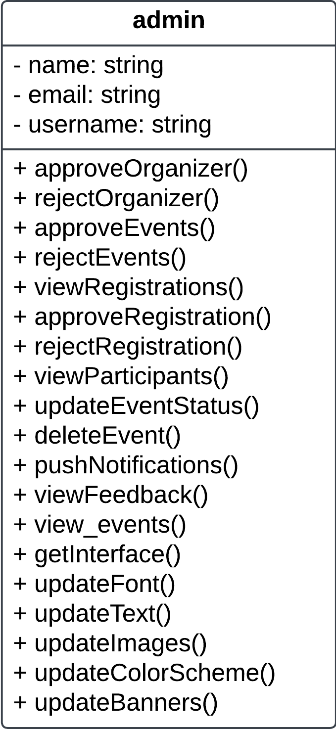 admin
- name: string
- email: string
- username: string
+ approveOrganizer()
+ rejectOrganizer()
+ approveEvents()
+ rejectEvents()
+ viewRegistrations()
+ approveRegistration()
+ rejectRegistration()
+ viewParticipants()
+ updateEventStatus()
+ deleteEvent()
+ pushNotifications()
+ viewFeedback()
+ view_events()
+ getInterface()
+ updateFont()
+ updateText()
+ updateImages()
+ updateColorScheme()
+ updateBanners()